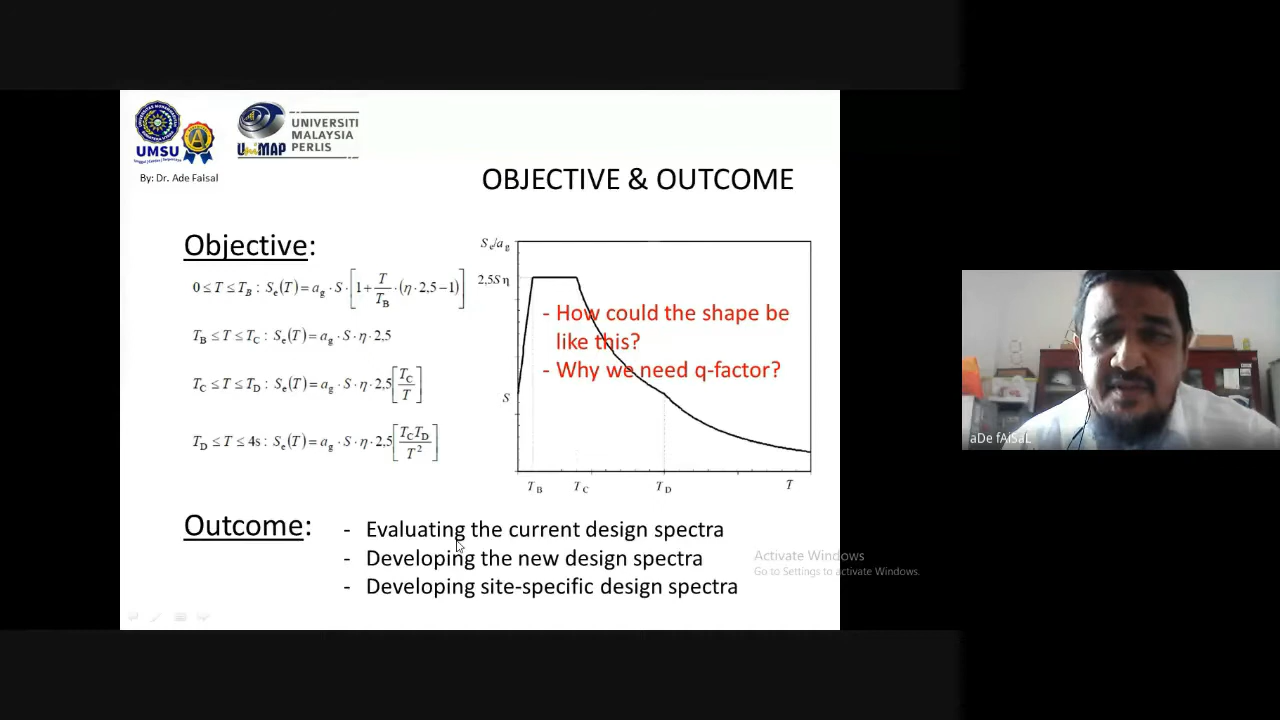 UMSU
A
UniMAP
UNIVERSITI
MALAYSIA
PERLIS
By: Dr. Ade Faisal
OBJECTIVE & OUTCOME
Objective:
0 ≤ T ≤ T_B : S_e(T) = a_g · S · [1 + T/T_B · (η · 2,5 − 1)]
T_B ≤ T ≤ T_C : S_e(T) = a_g · S · η · 2,5
T_C ≤ T ≤ T_D : S_e(T) = a_g · S · η · 2,5 [T_C/T]
T_D ≤ T ≤ 4s : S_e(T) = a_g · S · η · 2,5 [T_C T_D/T²]
S_e/a_g
2,5S η
S
T_B
T_C
T_D
T
- How could the shape be
like this?
- Why we need q-factor?
Outcome:
- Evaluating the current design spectra
- Developing the new design spectra
- Developing site-specific design spectra
Activate Windows
Go to Settings to activate Windows.
aDe fAiSaL